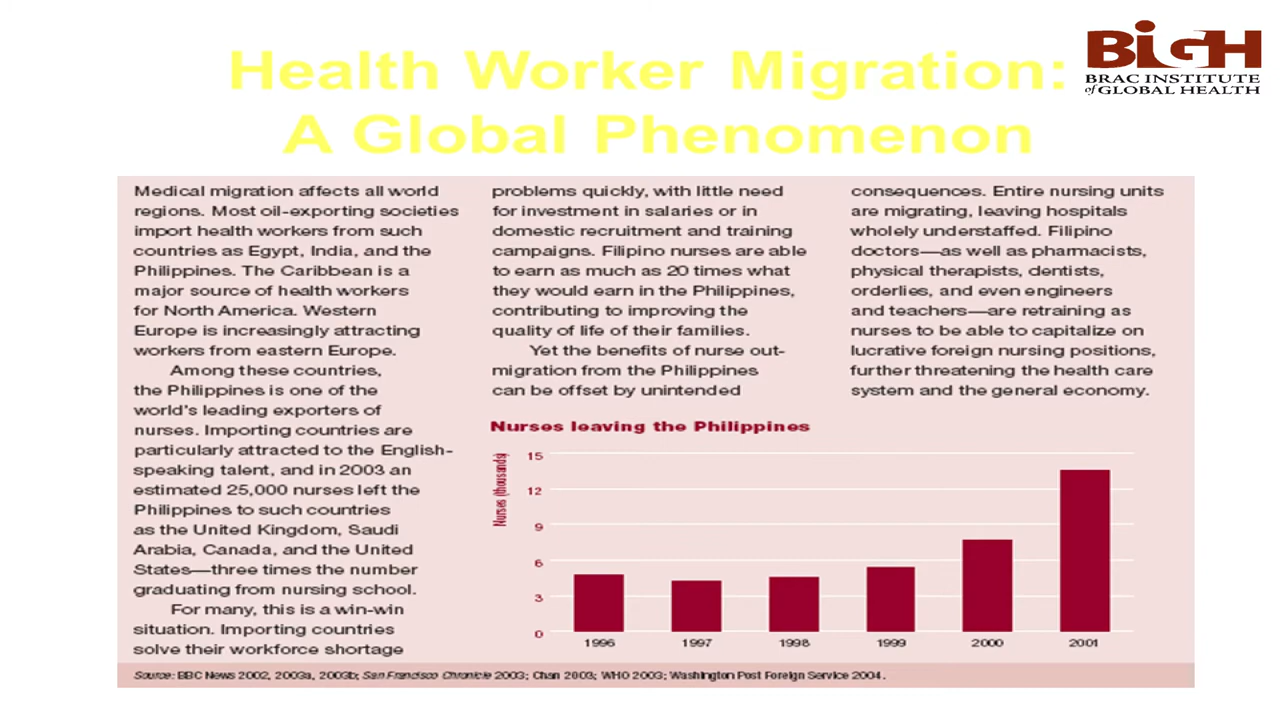 Health Worker Migration:
A Global Phenomenon
BIGH
BRAC INSTITUTE
of GLOBAL HEALTH
Medical migration affects all world
regions. Most oil-exporting societies
import health workers from such
countries as Egypt, India, and the
Philippines. The Caribbean is a
major source of health workers
for North America. Western
Europe is increasingly attracting
workers from eastern Europe.
Among these countries,
the Philippines is one of the
world's leading exporters of
nurses. Importing countries are
particularly attracted to the English-
speaking talent, and in 2003 an
estimated 25,000 nurses left the
Philippines to such countries
as the United Kingdom, Saudi
Arabia, Canada, and the United
States—three times the number
graduating from nursing school.
For many, this is a win-win
situation. Importing countries
solve their workforce shortage
problems quickly, with little need
for investment in salaries or in
domestic recruitment and training
campaigns. Filipino nurses are able
to earn as much as 20 times what
they would earn in the Philippines,
contributing to improving the
quality of life of their families.
Yet the benefits of nurse out-
migration from the Philippines
can be offset by unintended
consequences. Entire nursing units
are migrating, leaving hospitals
wholely understaffed. Filipino
doctors—as well as pharmacists,
physical therapists, dentists,
orderlies, and even engineers
and teachers—are retraining as
nurses to be able to capitalize on
lucrative foreign nursing positions,
further threatening the health care
system and the general economy.
Nurses leaving the Philippines
Nurses (thousands)
15
12
9
6
3
0
1996 1997 1998 1999 2000 2001
Source: BBC News 2002, 2003a, 2003b; San Francisco Chronicle 2003; Chan 2003; WHO 2003; Washington Post Foreign Service 2004.